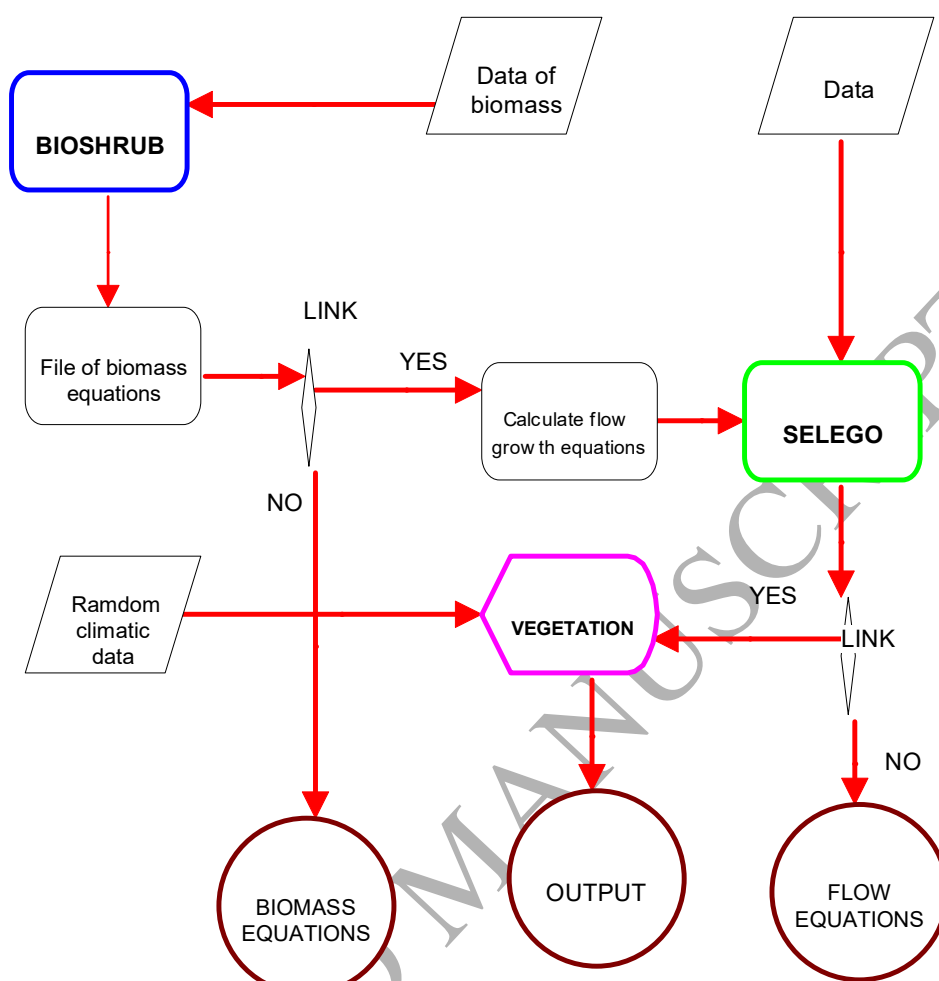 Data of
biomass
Data
BIOSHRUB
LINK
File of biomass
equations
YES
Calculate flow
grow th equations
SELEGO
NO
Ramdom
climatic
data
VEGETATION
YES
LINK
NO
BIOMASS
EQUATIONS
OUTPUT
FLOW
EQUATIONS
MANUSCRIPT